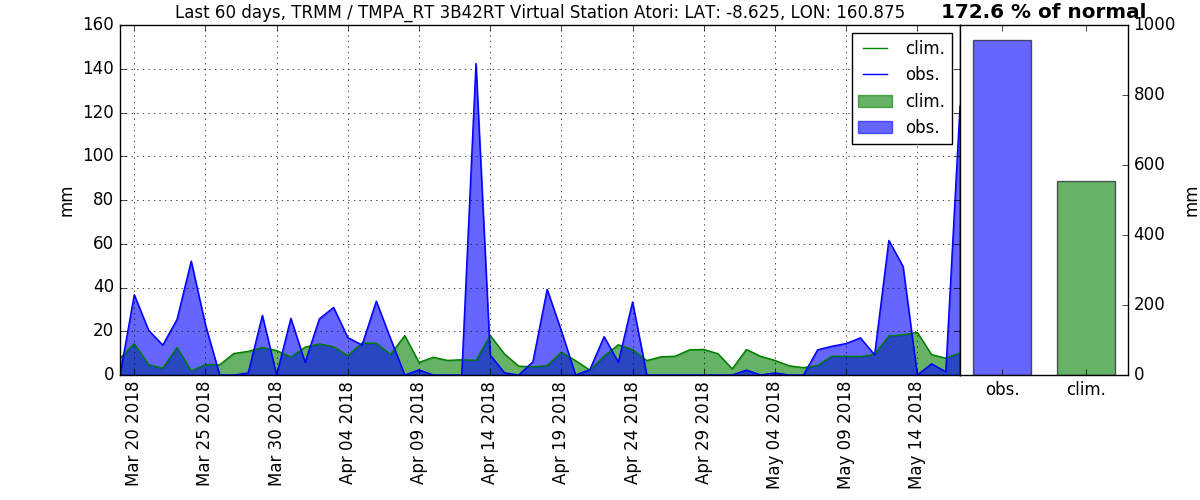 Last 60 days, TRMM / TMPA_RT 3B42RT Virtual Station Atori: LAT: -8.625, LON: 160.875
172.6 % of normal
160
140
120
100
80
60
40
20
0
mm
clim.
obs.
clim.
obs.
1000
800
600
400
200
0
mm
obs.
clim.
Mar 20 2018
Mar 25 2018
Mar 30 2018
Apr 04 2018
Apr 09 2018
Apr 14 2018
Apr 19 2018
Apr 24 2018
Apr 29 2018
May 04 2018
May 09 2018
May 14 2018